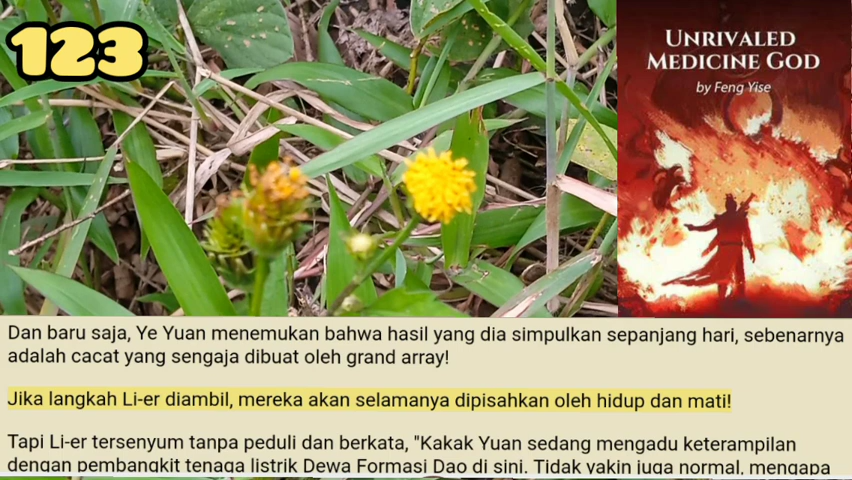 123
UNRIVALED
MEDICINE GOD
by Feng Yise
Dan baru saja, Ye Yuan menemukan bahwa hasil yang dia simpulkan sepanjang hari, sebenarnya
adalah cacat yang sengaja dibuat oleh grand array!
Jika langkah Li-er diambil, mereka akan selamanya dipisahkan oleh hidup dan mati!
Tapi Li-er tersenyum tanpa peduli dan berkata, "Kakak Yuan sedang mengadu keterampilan
dengan pembangkit tenaga listrik Dewa Formasi Dao di sini. Tidak yakin juga normal, mengapa